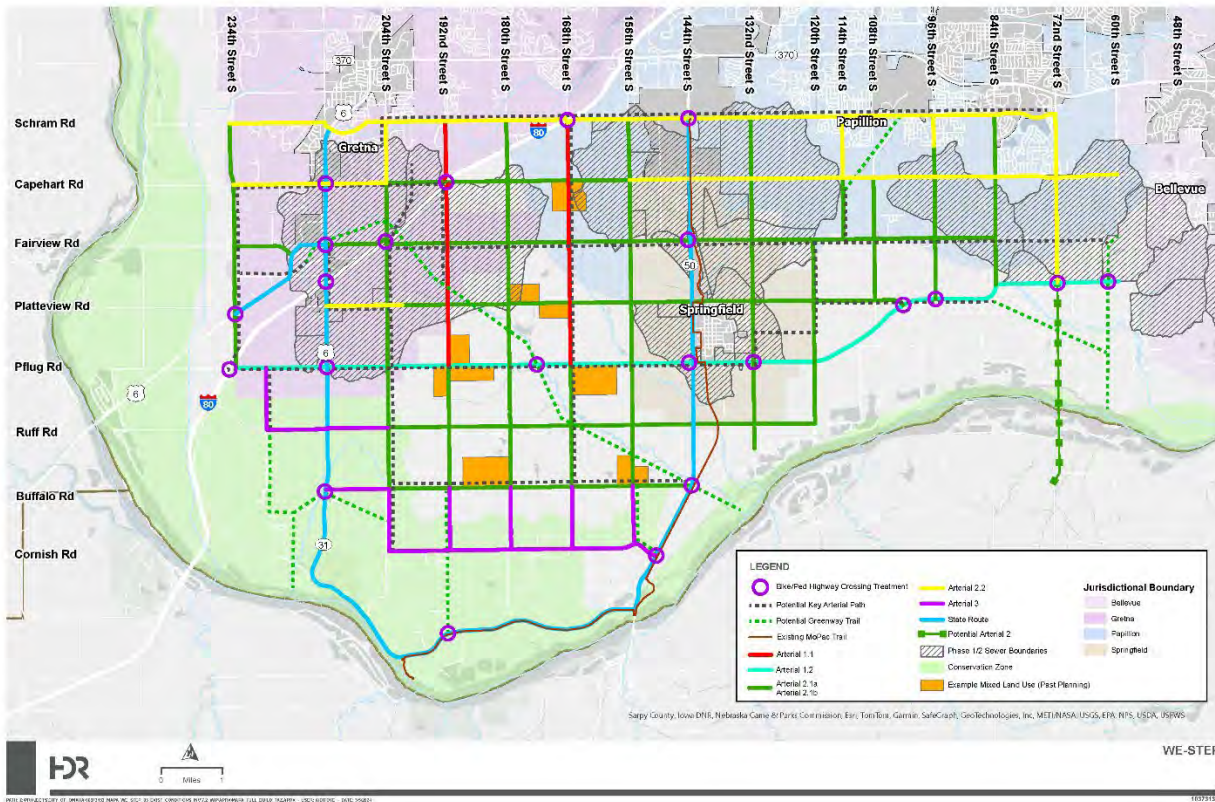 234th Street S
204th Street S
192nd Street S
180th Street S
168th Street S
156th Street S
144th Street S
132nd Street S
120th Street S
114th Street S
108th Street S
96th Street S
84th Street S
72nd Street S
60th Street S
48th Street S
370
370
6
Schram Rd
80
Papillion
Gretna
Capehart Rd
Bellevue
Fairview Rd
50
Platteview Rd
Springfield
6
Pflug Rd
6
80
Ruff Rd
Buffalo Rd
31
Cornish Rd
LEGEND
Bike/Ped Highway Crossing Treatment
Potential Key Arterial Path
Potential Greenway Trail
Existing MoPac Trail
Arterial 1.1
Arterial 1.2
Arterial 2.1a
Arterial 2.1b
Arterial 2.2
Arterial 3
State Route
Potential Arterial 2
Phase 1/2 Sewer Boundaries
Conservation Zone
Example Mixed Land Use (Past Planning)
Jurisdictional Boundary
Bellevue
Gretna
Papillion
Springfield
Sarpy County, Iowa DNR, Nebraska Game & Parks Commission, Esri, TomTom, Garmin, SafeGraph, GeoTechnologies, Inc, METI/NASA, USGS, EPA, NPS, USDA, USFWS
HDR
0 Miles 1
WE-STEP